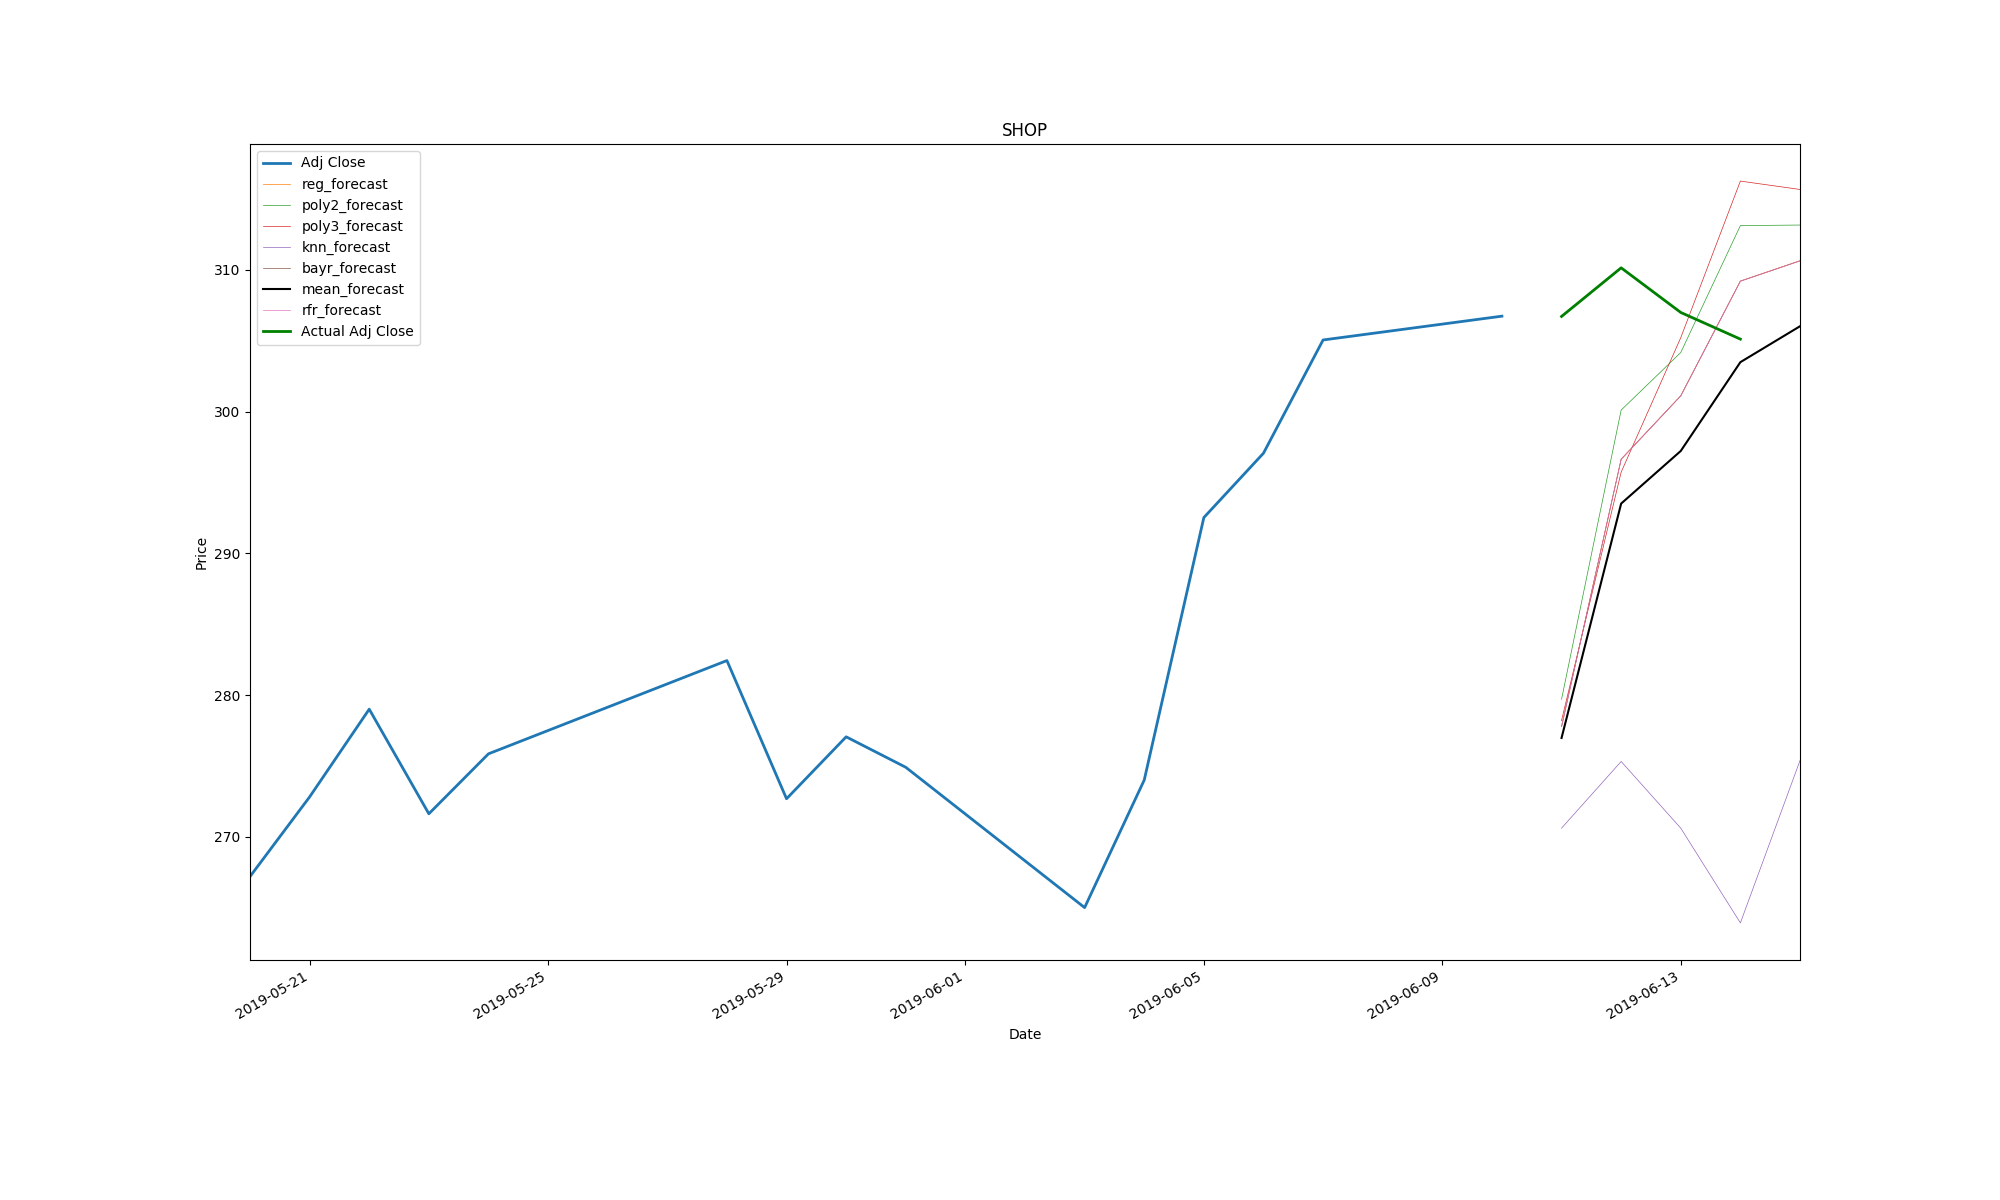 SHOP
Adj Close
reg_forecast
poly2_forecast
poly3_forecast
knn_forecast
bayr_forecast
mean_forecast
rfr_forecast
Actual Adj Close
310
300
290
280
270
Price
2019-05-21
2019-05-25
2019-05-29
2019-06-01
2019-06-05
2019-06-09
2019-06-13
Date